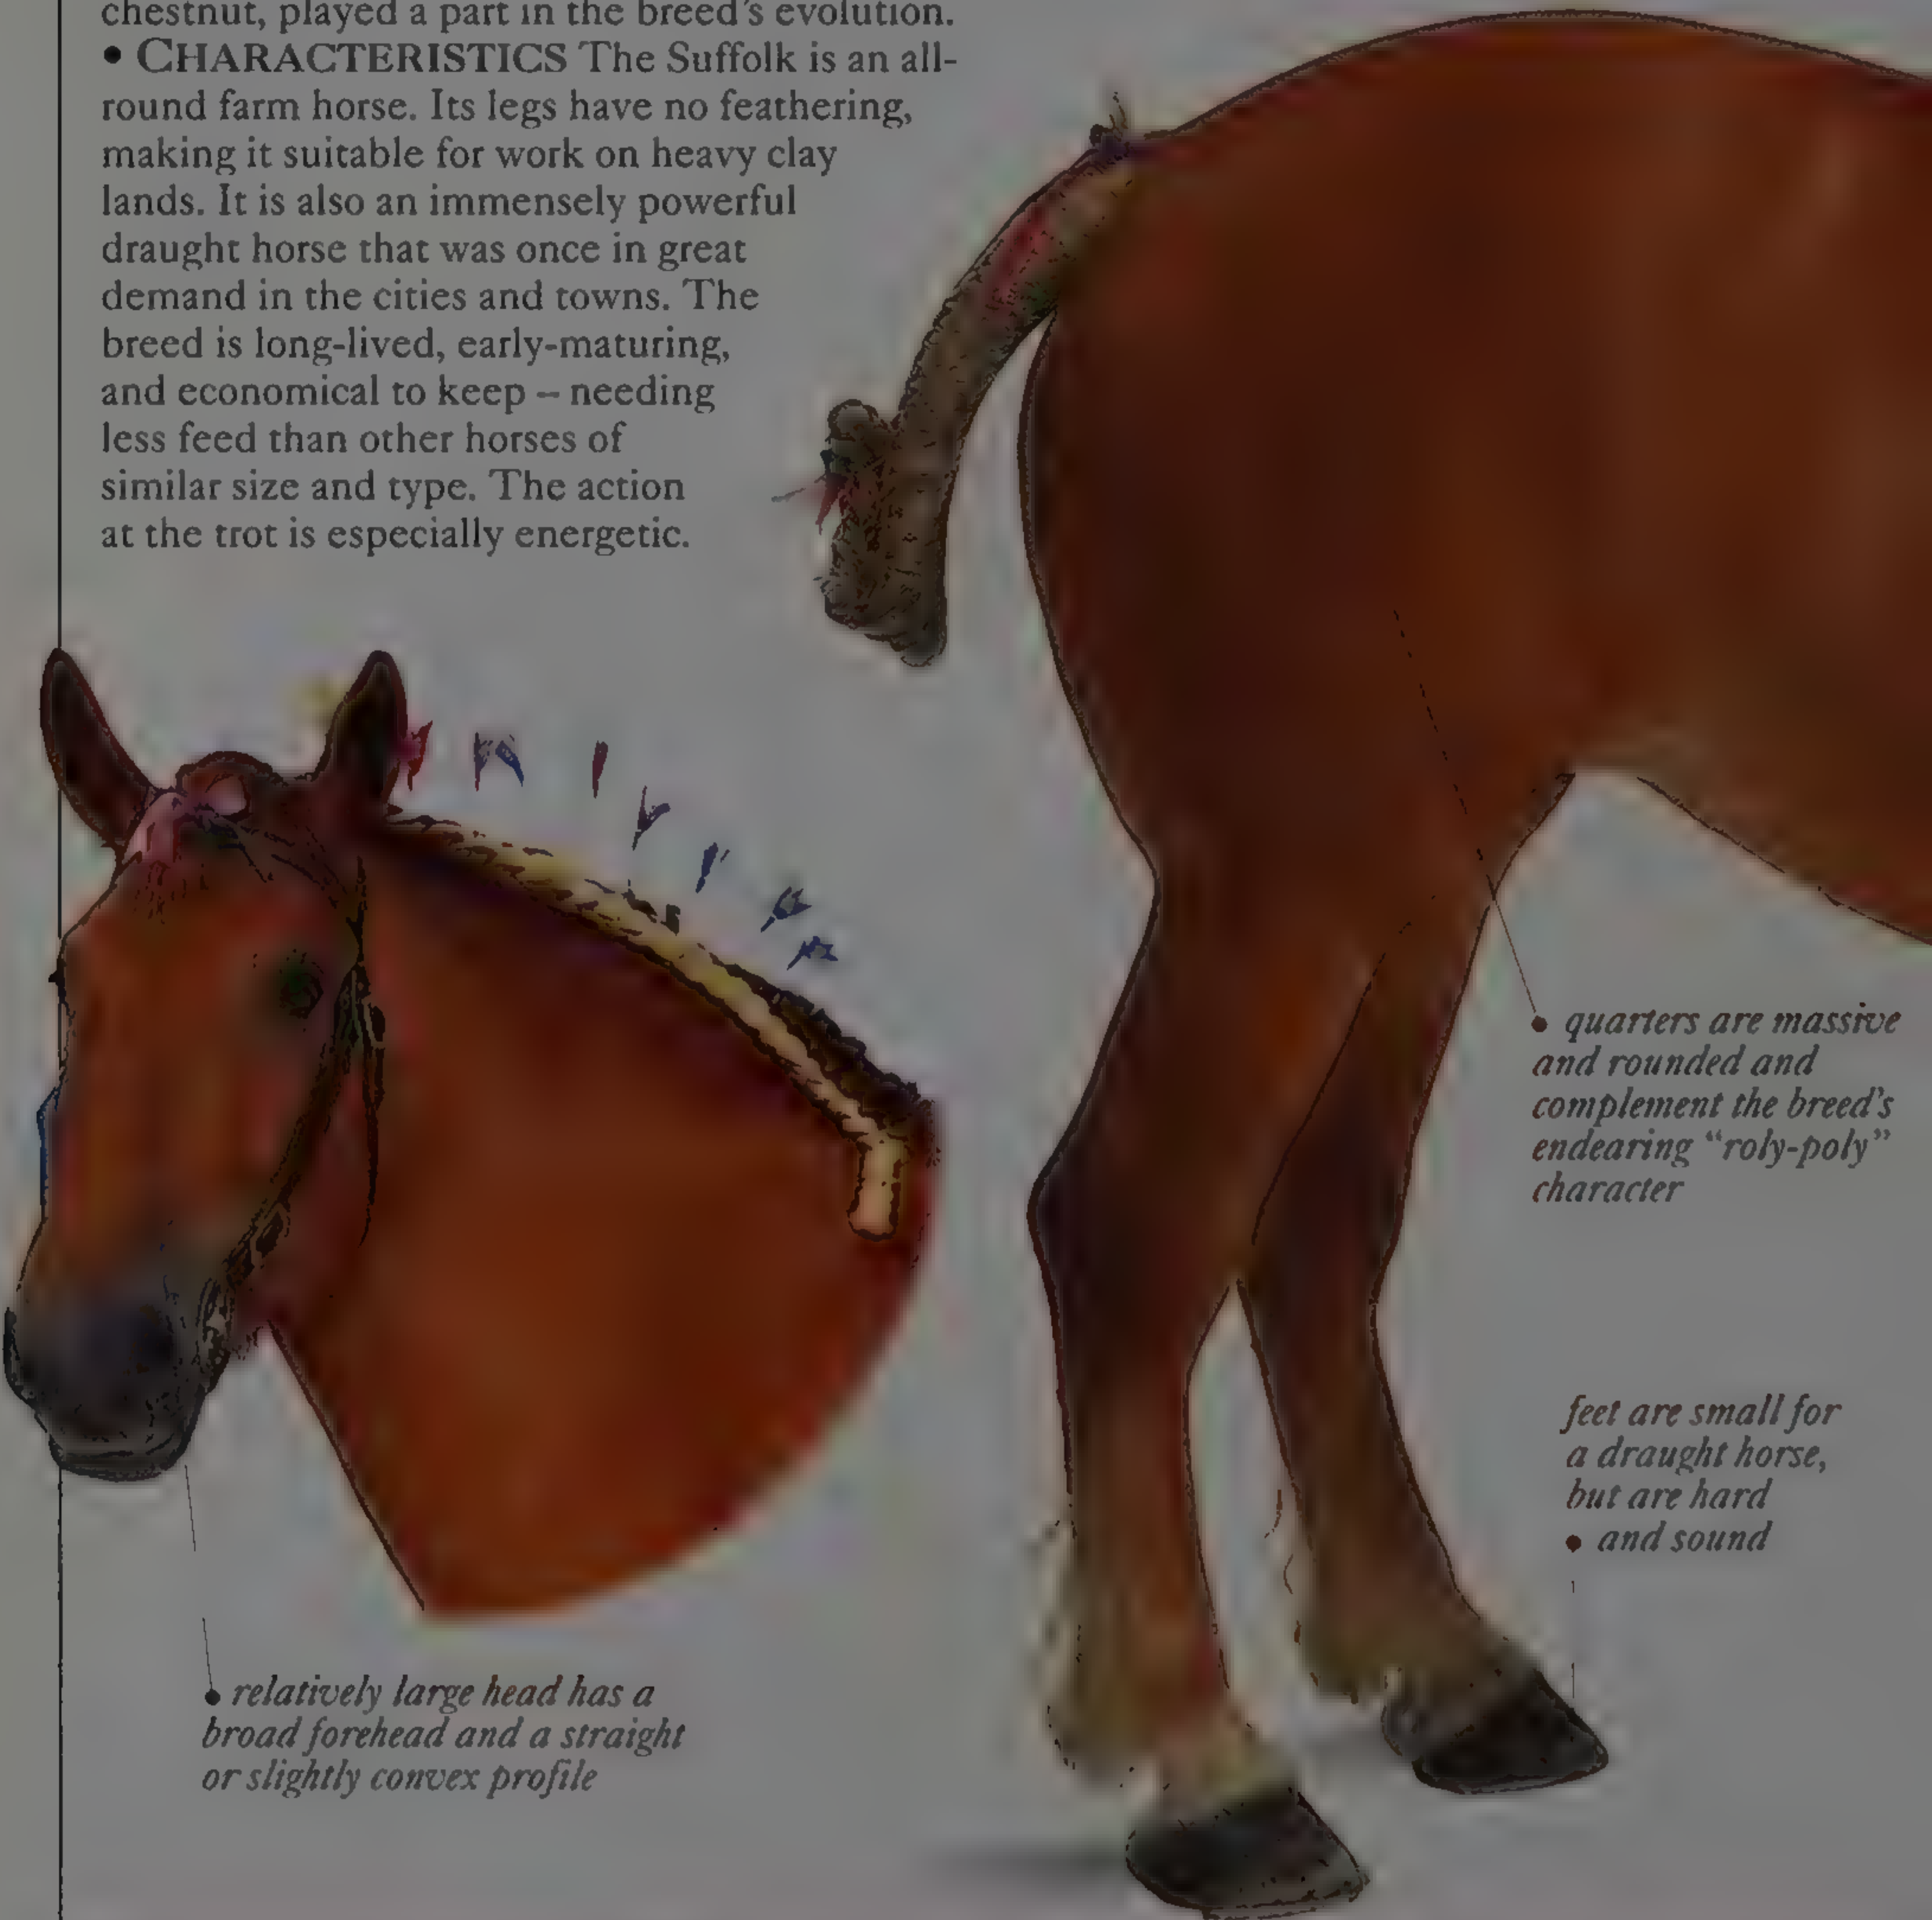 chestnut, played a part in the breed's evolution.
• CHARACTERISTICS The Suffolk is an all-
round farm horse. Its legs have no feathering,
making it suitable for work on heavy clay
lands. It is also an immensely powerful
draught horse that was once in great
demand in the cities and towns. The
breed is long-lived, early-maturing,
and economical to keep – needing
less feed than other horses of
similar size and type. The action
at the trot is especially energetic.
• quarters are massive
and rounded and
complement the breed's
endearing “roly-poly”
character
feet are small for
a draught horse,
but are hard
• and sound
• relatively large head has a
broad forehead and a straight
or slightly convex profile